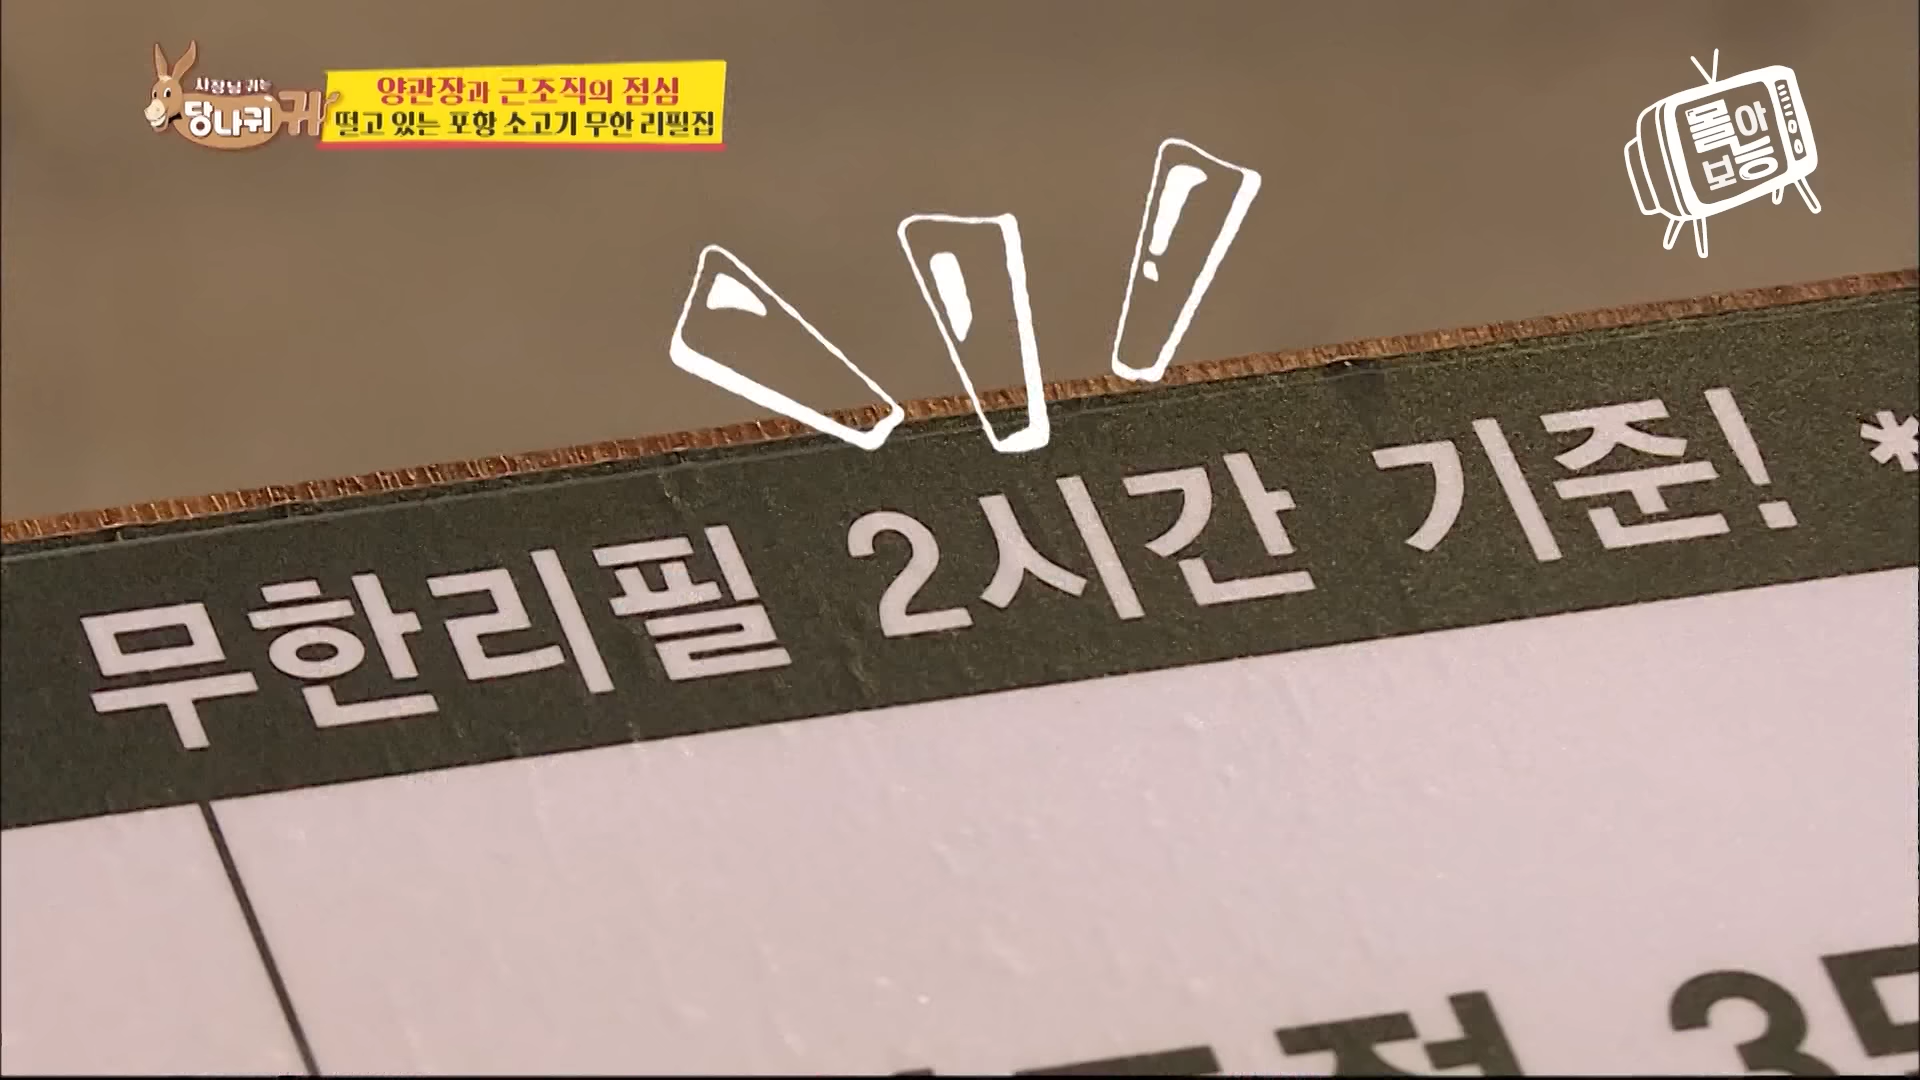 사장님 귀는
당나귀 귀
양관장과 근조직의 점심
떨고 있는 포항 소고기 무한 리필집
몰아
보등
무한리필 2시간 기준! *